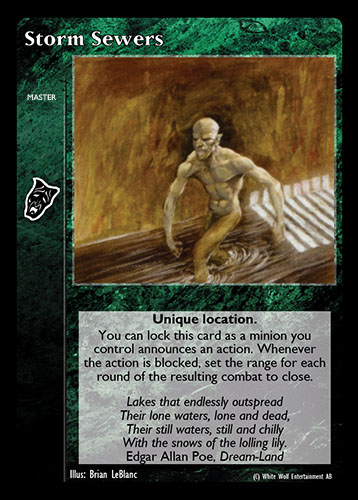 Storm Sewers
MASTER
Unique location.
You can lock this card as a minion you
control announces an action. Whenever
the action is blocked, set the range for each
round of the resulting combat to close.
Lakes that endlessly outspread
Their lone waters, lone and dead,
Their still waters, still and chilly
With the snows of the lolling lily.
Edgar Allan Poe, Dream-Land
Illus: Brian LeBlanc
(C) White Wolf Entertainment AB